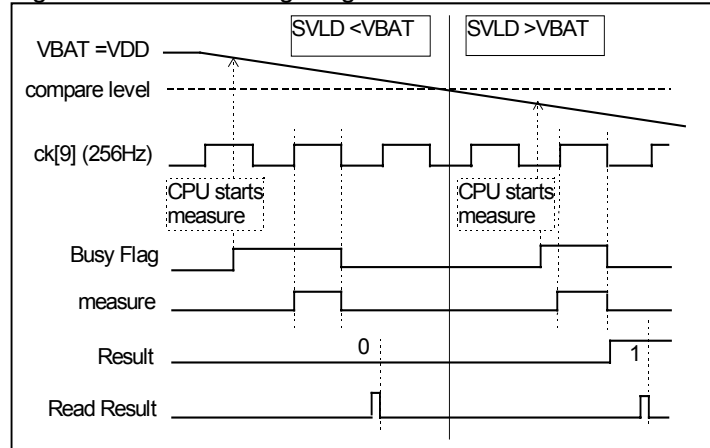 SVLD <VBAT
SVLD >VBAT
VBAT =VDD
compare level
ck[9] (256Hz)
CPU starts
measure
CPU starts
measure
Busy Flag
measure
Result
0
1
Read Result